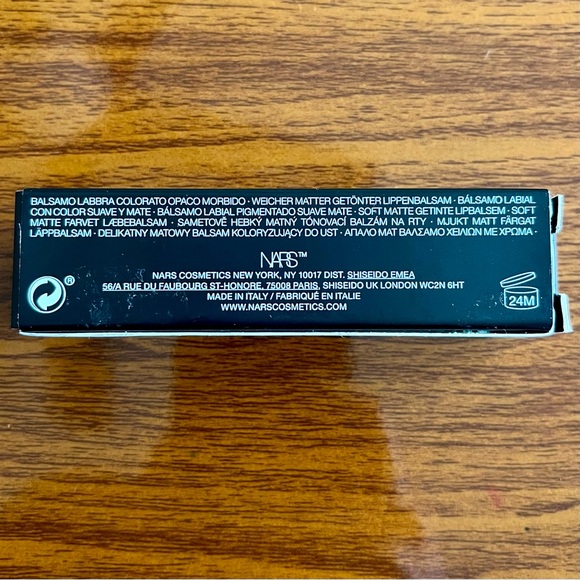 BALSAMO LABBRA COLORATO OPACO MORBIDO · WEICHER MATTER GETÖNTER LIPPENBALSAM · BÁLSAMO LABIAL
CON COLOR SUAVE Y MATE · BÁLSAMO LABIAL PIGMENTADO SUAVE MATE · SOFT MATTE GETINTE LIPBALSEM · SOFT
MATTE FARVET LÆBEBALSAM · SAMETOVĚ HEBKÝ MATNÝ TÓNOVACÍ BALZÁM NA RTY · MJUKT MATT FÄRGAT
LÄPPBALSAM · DELIKATNY MATOWY BALSAM KOLORYZUJĄCY DO UST · ΑΠΑΛΟ ΜΑΤ ΒΑΛΣΑΜΟ ΧΕΙΛΙΩΝ ΜΕ ΧΡΩΜΑ ·
NARS™
NARS COSMETICS NEW YORK, NY 10017 DIST. SHISEIDO EMEA
56/A RUE DU FAUBOURG ST-HONORE, 75008 PARIS, SHISEIDO UK LONDON WC2N 6HT
MADE IN ITALY / FABRIQUÉ EN ITALIE
WWW.NARSCOSMETICS.COM
®
24M